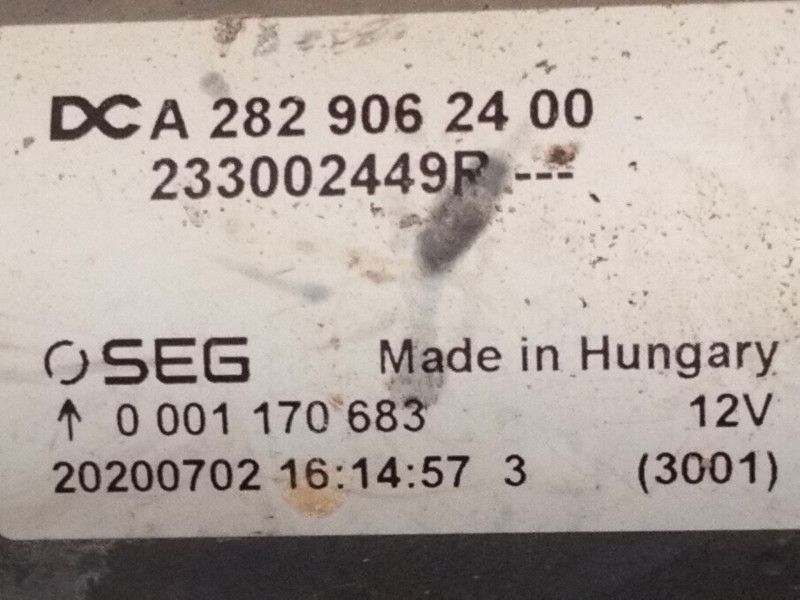 DC A 282 906 24 00
233002449R ---
SEG Made in Hungary
↑ 0 001 170 683 12V
20200702 16:14:57 3 (3001)